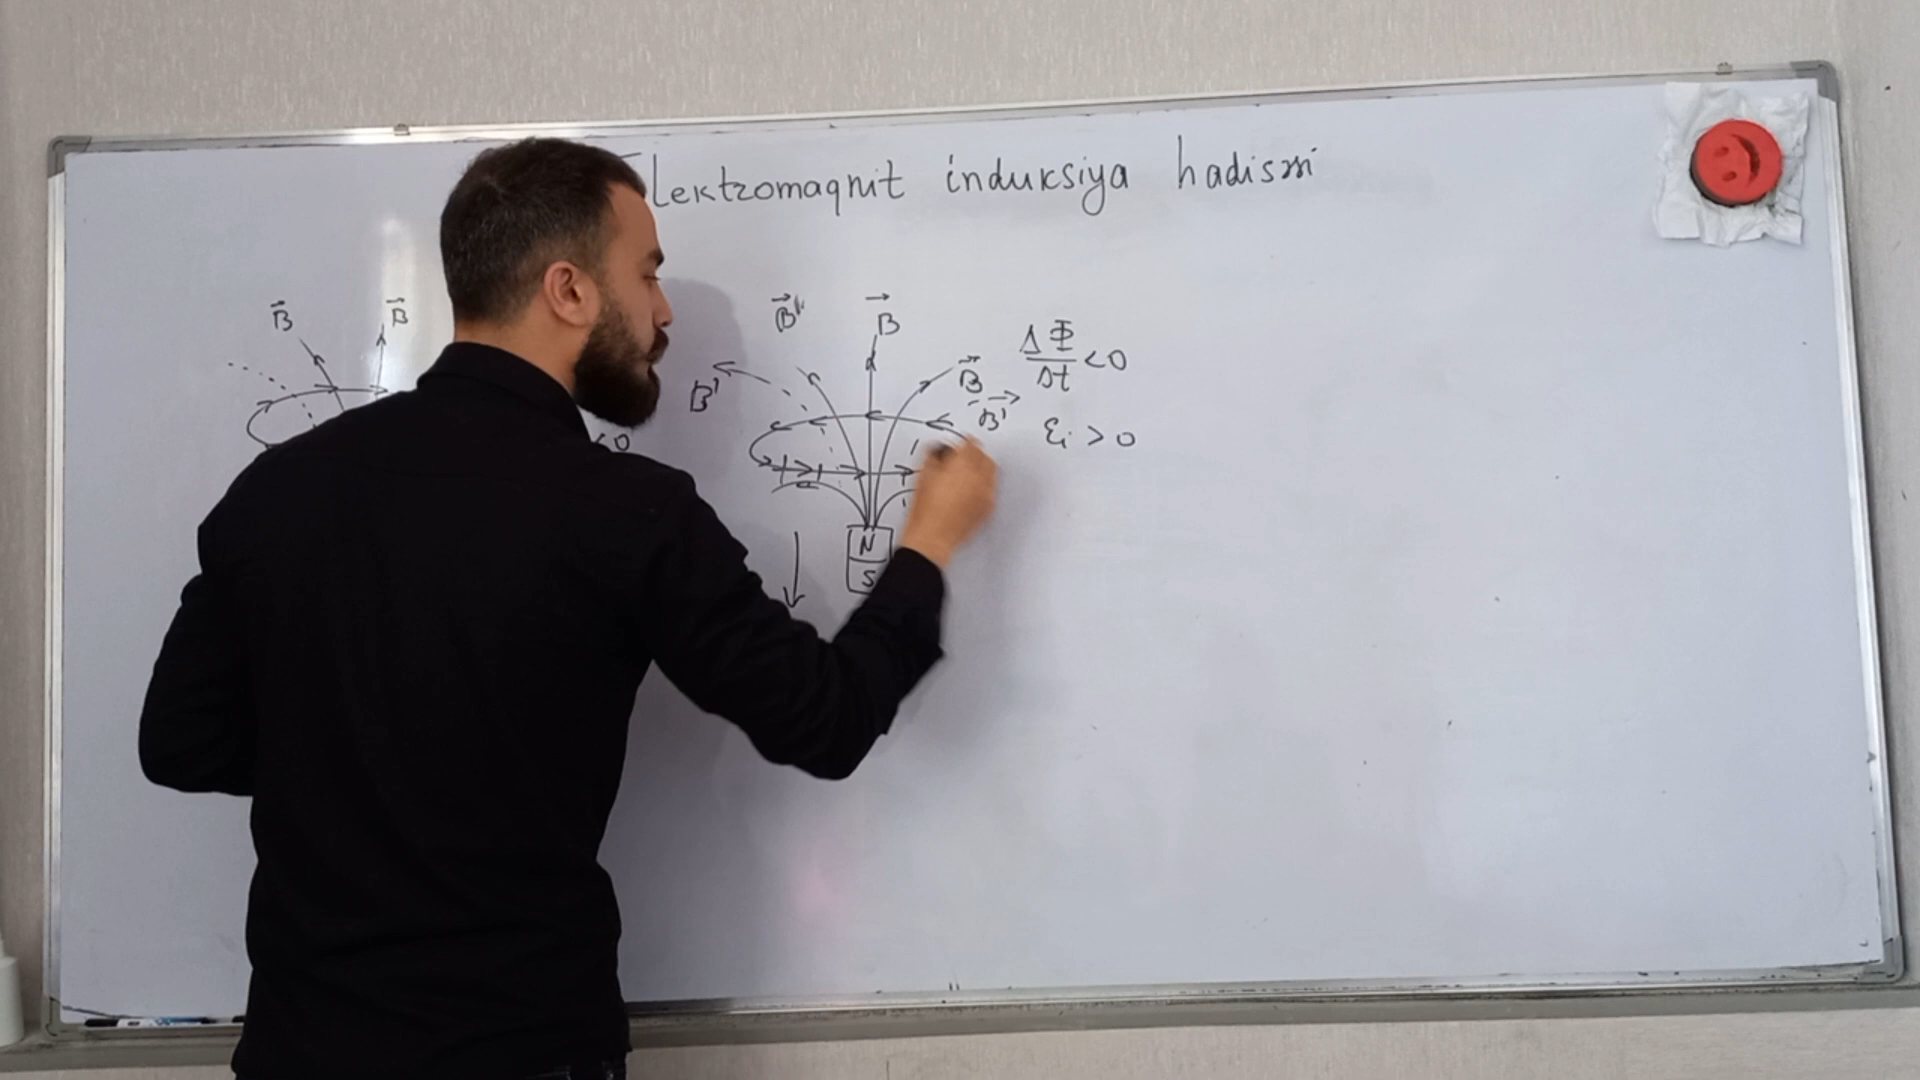 Elektromaqnit induksiya hadisəsi
B⃗ B⃗
<0
B⃗' B⃗
B' B⃗
B⃗'
ΔΦ/Δt <0
εᵢ > 0
N
S